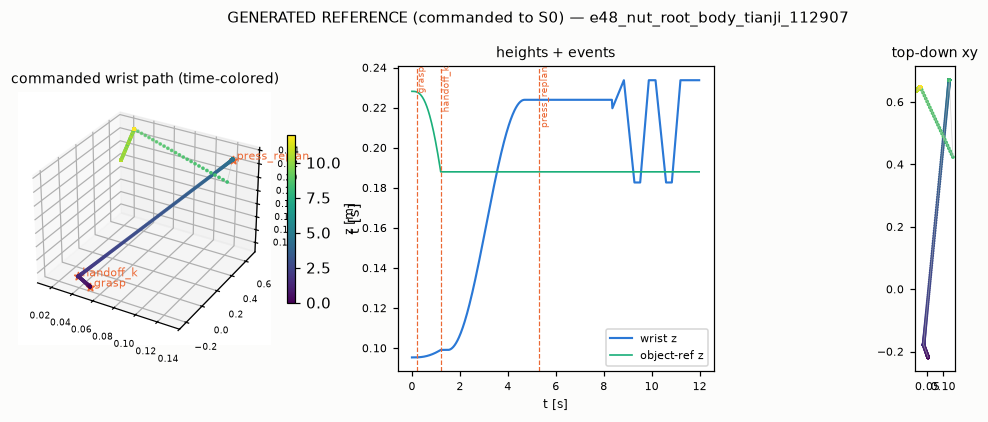 GENERATED REFERENCE (commanded to S0) — e48_nut_root_body_tianji_112907
commanded wrist path (time-colored)
handoff_k
grasp
0.02
0.04
0.06
0.08
0.10
0.12
0.14
−0.2
0.0
0.2
0.4
0.6
10.0
7.5
5.0
2.5
0.0
t [s]
heights + events
0.24
0.22
0.20
0.18
0.16
0.14
0.12
0.10
grasp
handoff_k
press_replan
wrist z
object-ref z
0
2
4
6
8
10
12
t [s]
top-down xy
0.6
0.4
0.2
0.0
−0.2
0.10